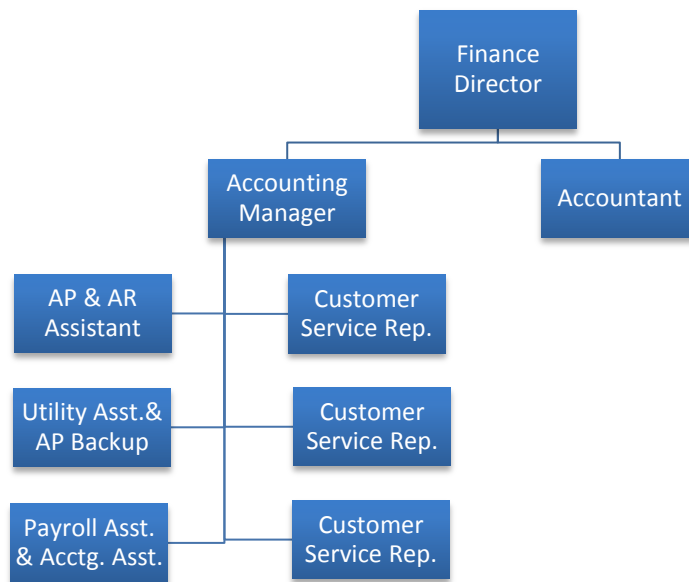 Finance
Director
Accounting
Manager
Accountant
AP & AR
Assistant
Customer
Service Rep.
Utility Asst.&
AP Backup
Customer
Service Rep.
Payroll Asst.
& Acctg. Asst.
Customer
Service Rep.